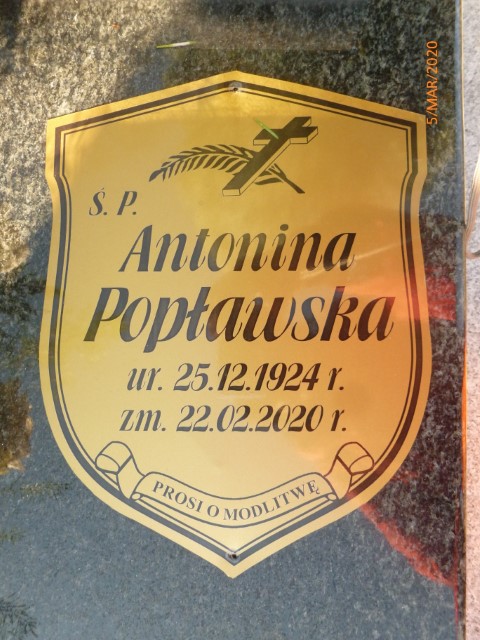 5/MAR/2020
Ś. P.
Antonina
Popławska
ur. 25.12.1924 r.
zm. 22.02.2020 r.
PROSI O MODLITWĘ